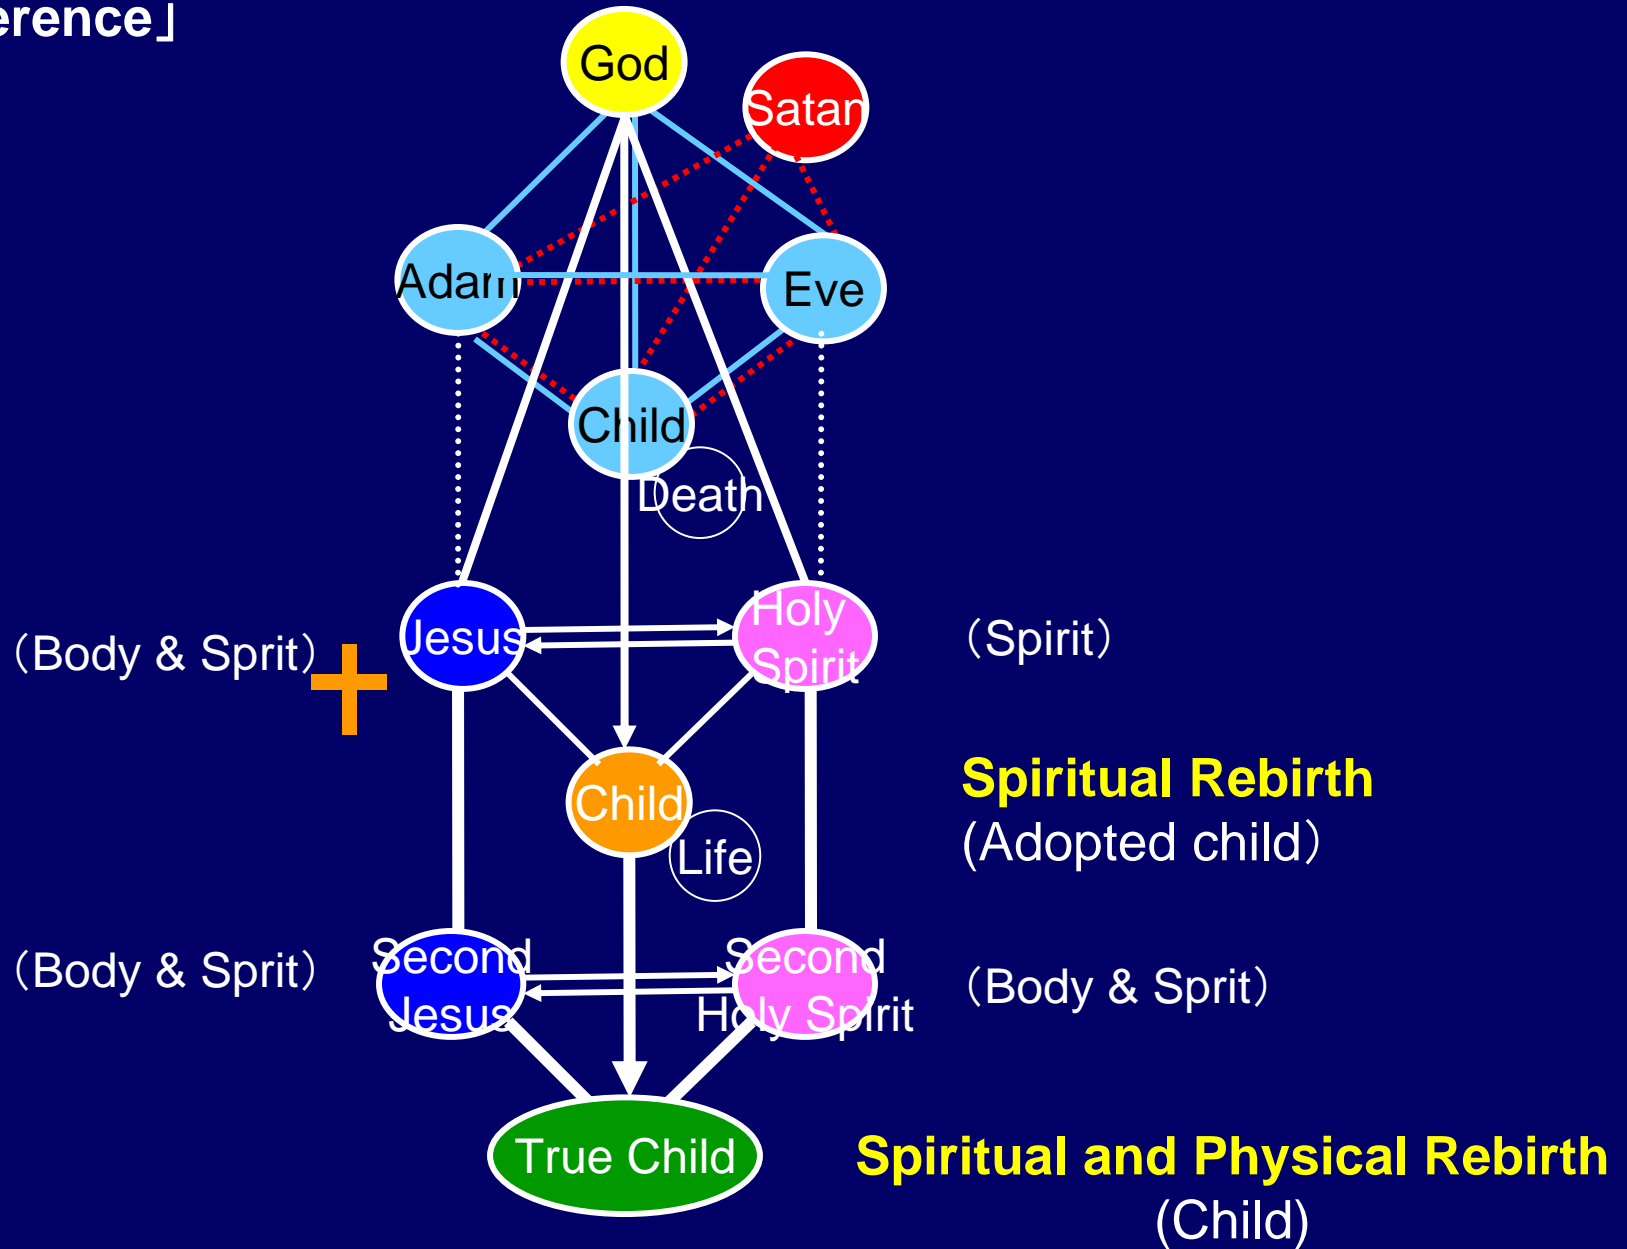 erence」
God
Satan
Adam
Eve
Child
Death
Jesus
Holy
Spirit
（Body & Sprit）
（Spirit）
Child
Life
Spiritual Rebirth
(Adopted child）
（Body & Sprit）
Second
Jesus
Second
Holy Spirit
（Body & Sprit）
True Child
Spiritual and Physical Rebirth
(Child)